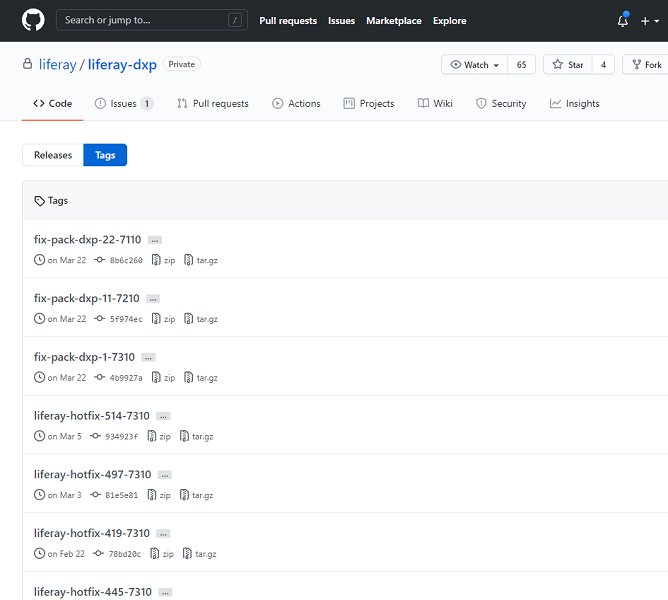 Search or jump to... /
Pull requests Issues Marketplace Explore
liferay / liferay-dxp Private
Watch 65 Star 4 Fork
Code Issues 1 Pull requests Actions Projects Wiki Security Insights
Releases Tags
Tags
fix-pack-dxp-22-7110 ...
on Mar 22 8b6c260 zip tar.gz
fix-pack-dxp-11-7210 ...
on Mar 22 5f974ec zip tar.gz
fix-pack-dxp-1-7310 ...
on Mar 22 4b9927a zip tar.gz
liferay-hotfix-514-7310 ...
on Mar 5 934923f zip tar.gz
liferay-hotfix-497-7310 ...
on Mar 3 81e5e81 zip tar.gz
liferay-hotfix-419-7310 ...
on Feb 22 78bd20c zip tar.gz
liferay-hotfix-445-7310 ...